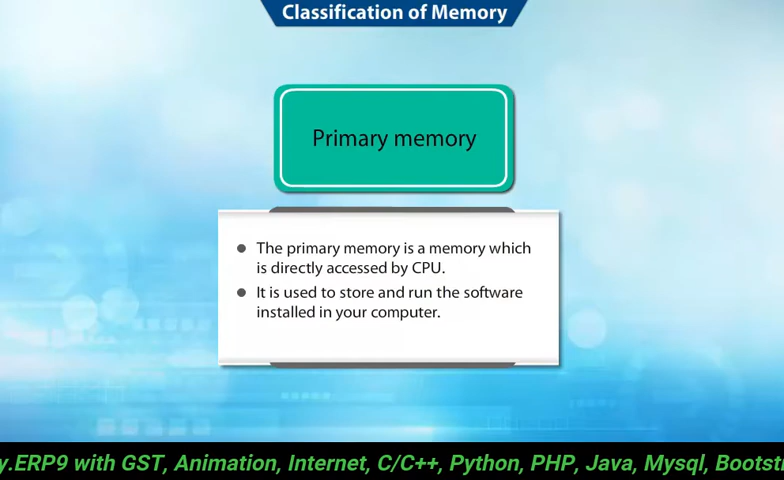 Classification of Memory
Primary memory
The primary memory is a memory which
is directly accessed by CPU.
It is used to store and run the software
installed in your computer.
y.ERP9 with GST, Animation, Internet, C/C++, Python, PHP, Java, Mysql, Bootst